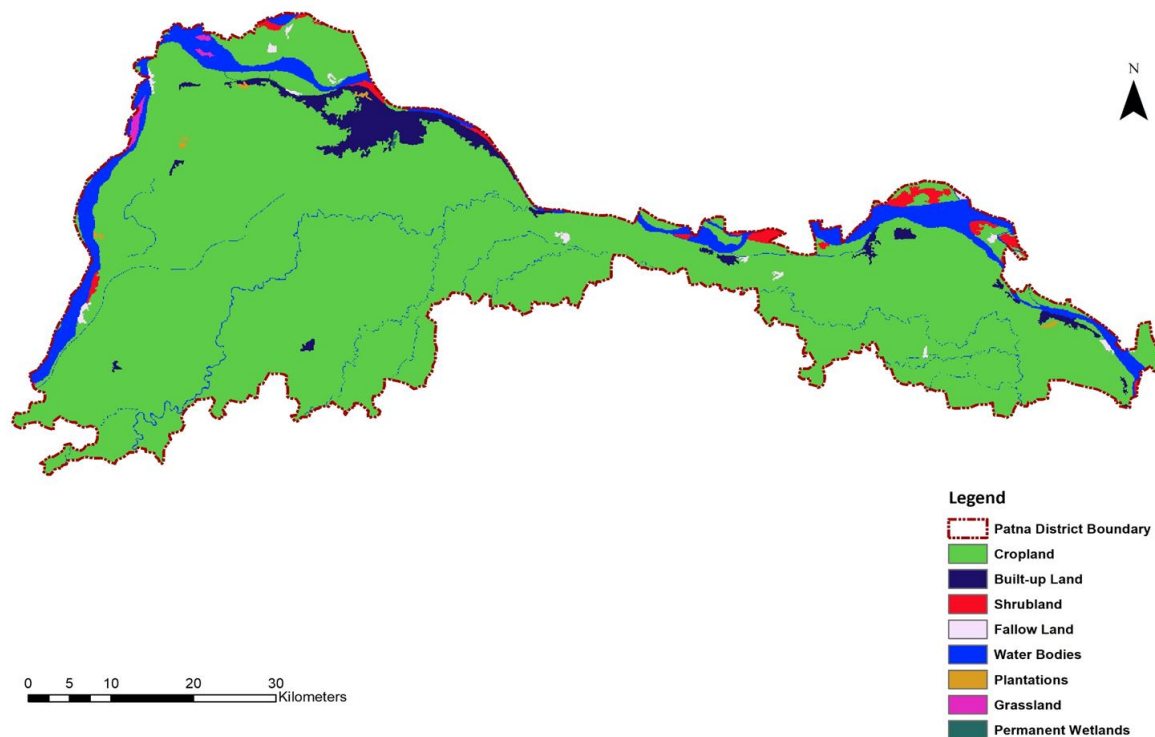 N
Legend
Patna District Boundary
Cropland
Built-up Land
Shrubland
Fallow Land
Water Bodies
Plantations
Grassland
Permanent Wetlands
0 5 10 20 30
Kilometers